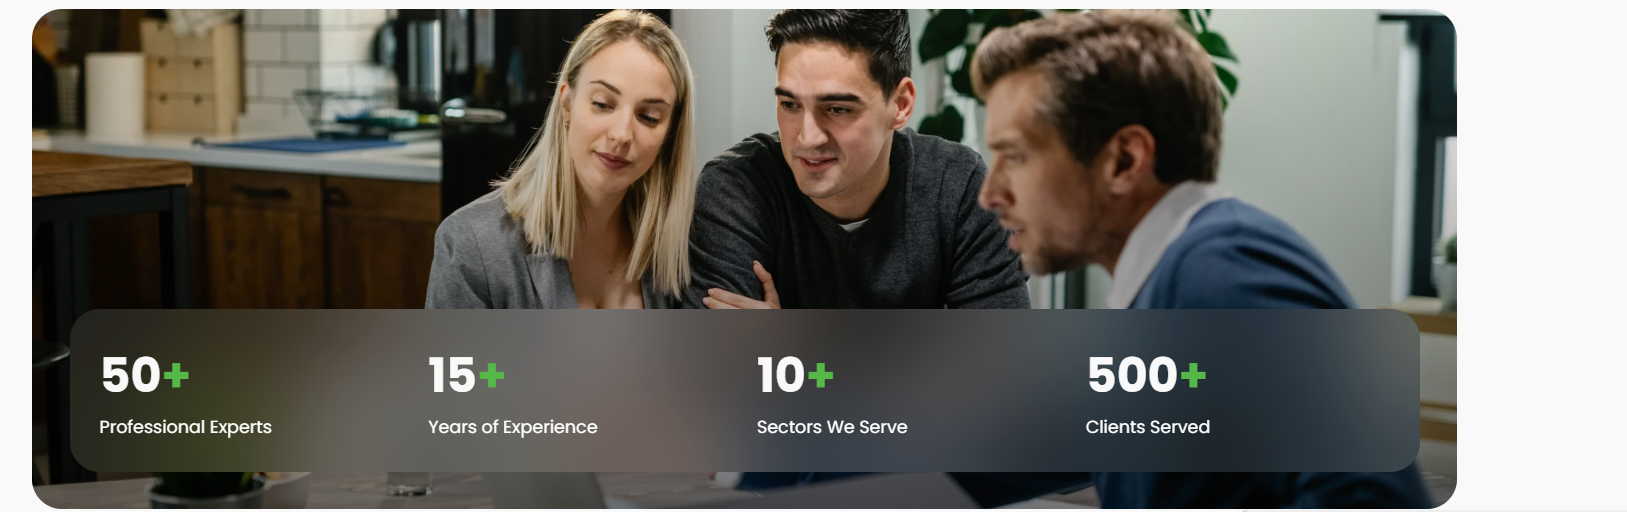 50+
Professional Experts
15+
Years of Experience
10+
Sectors We Serve
500+
Clients Served